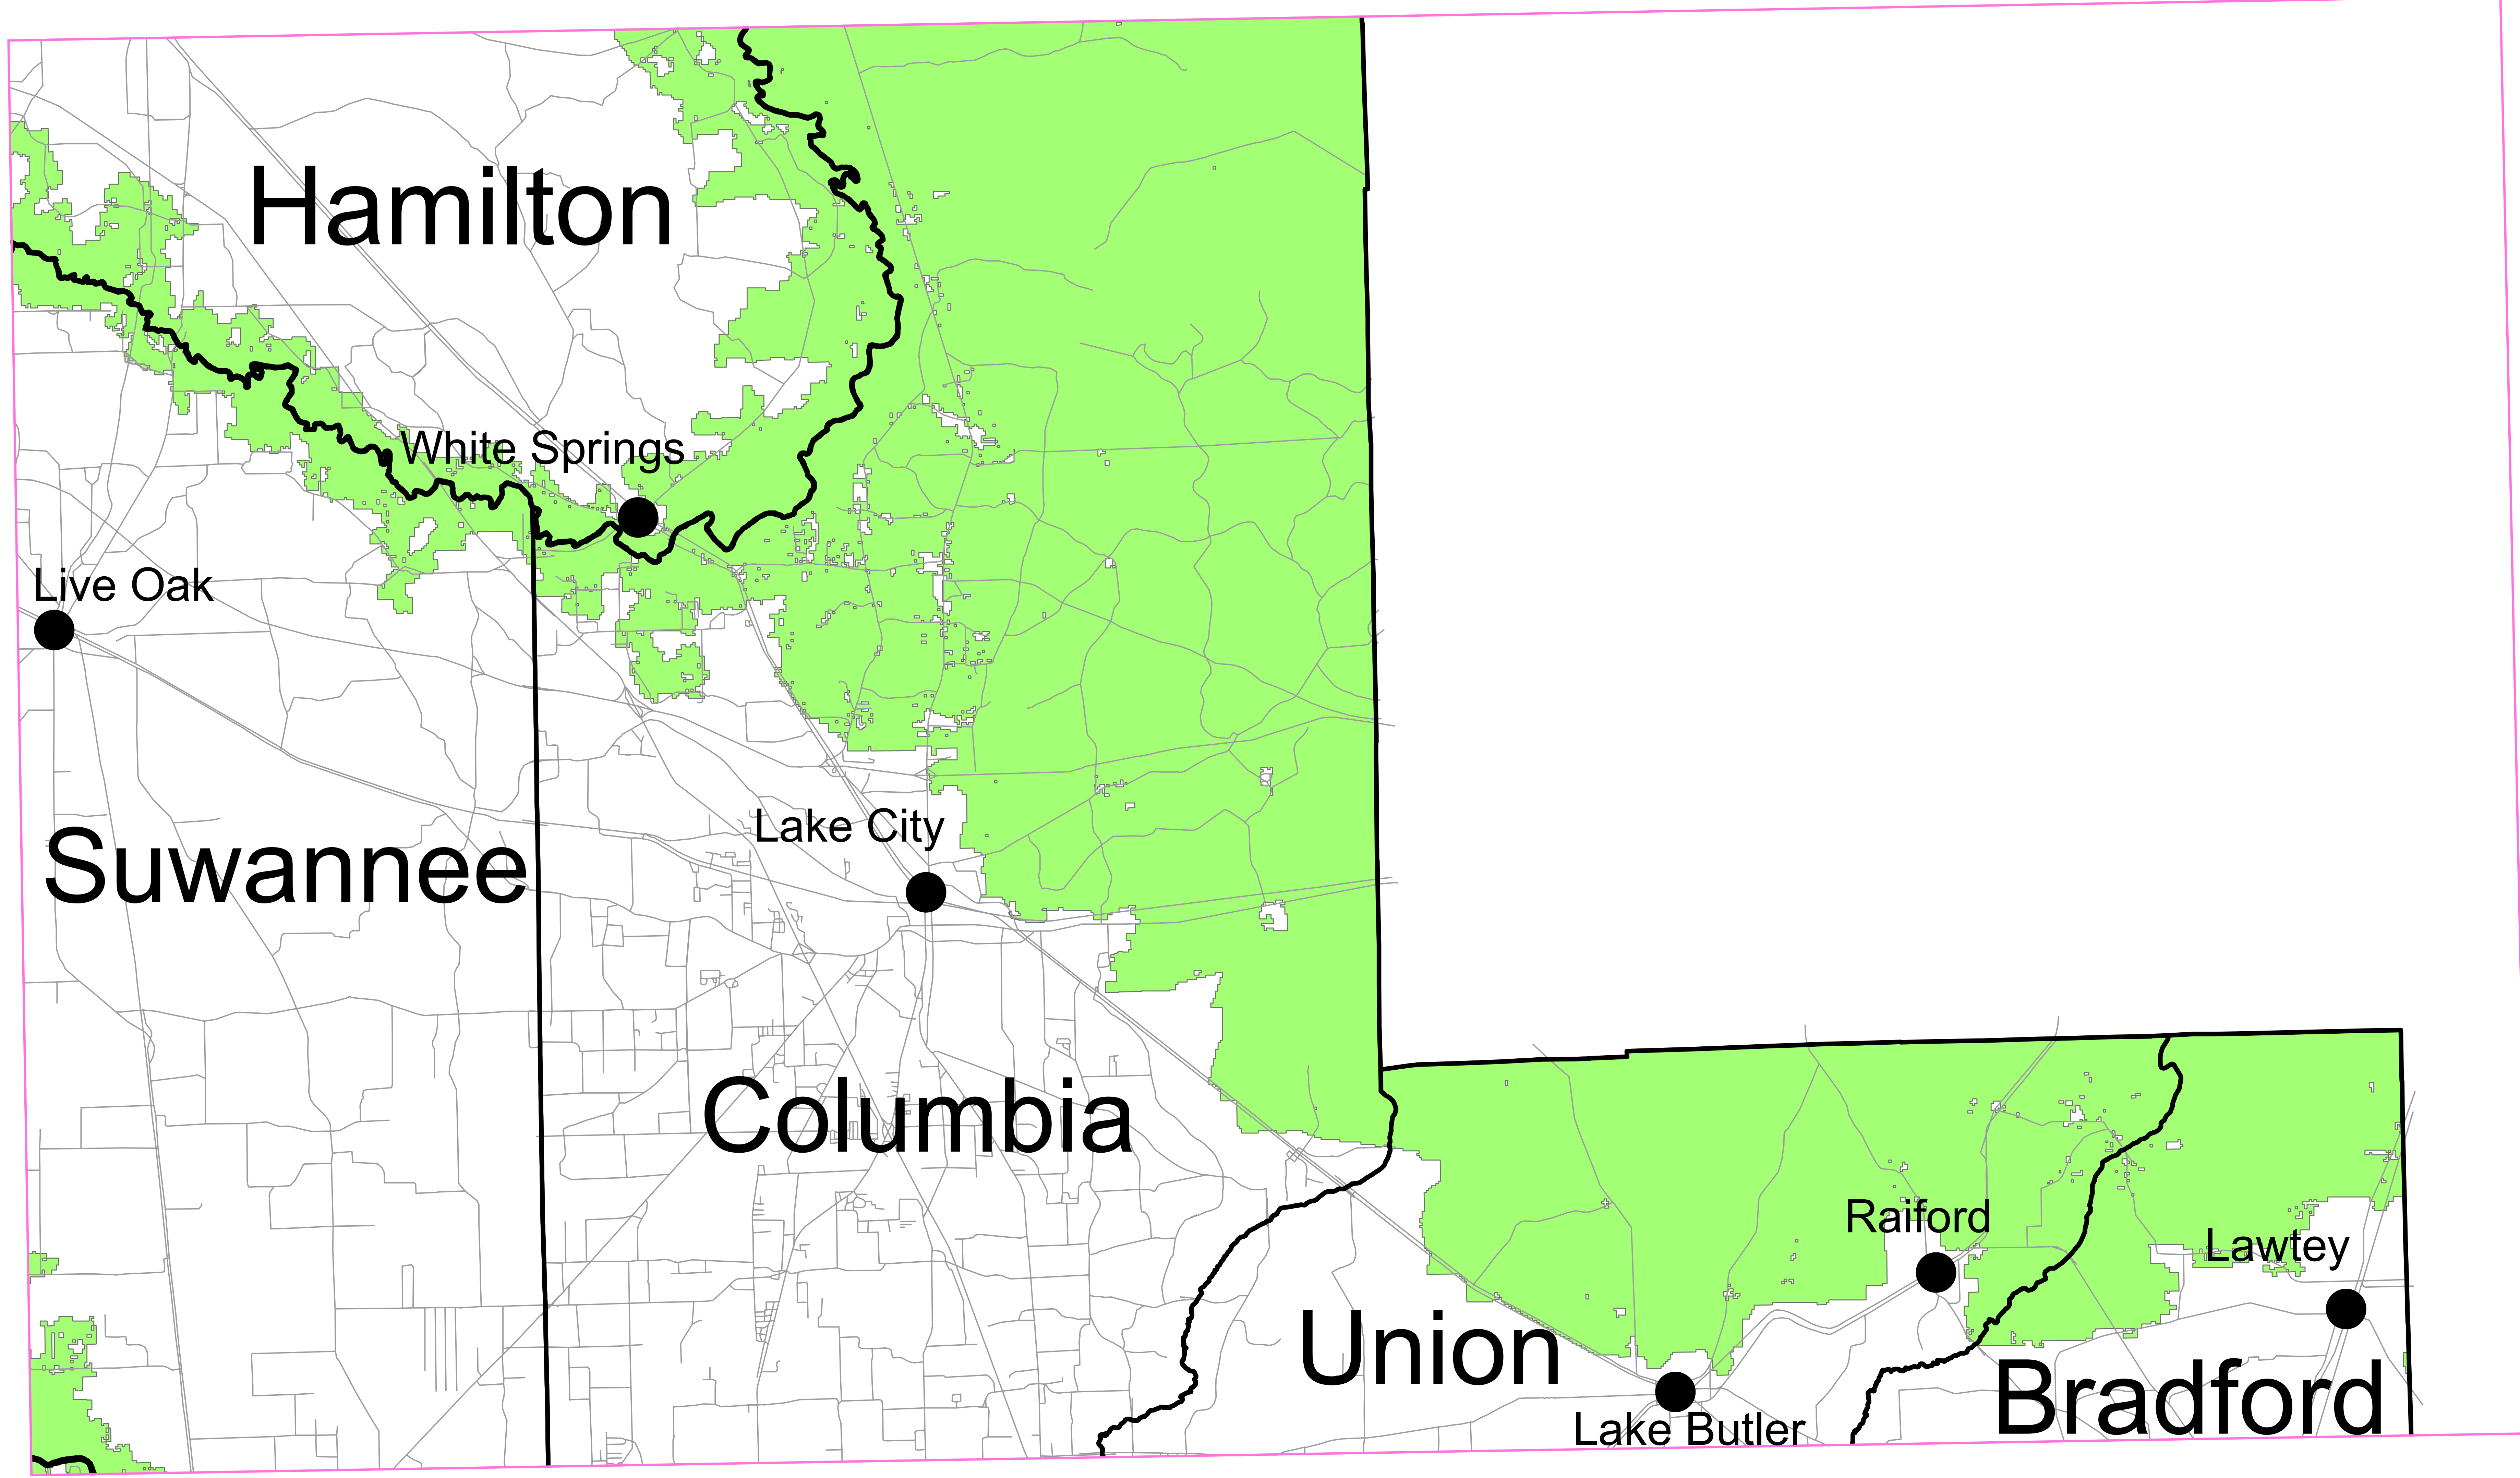 Hamilton
White Springs
Live Oak
Lake City
Suwannee
Columbia
Raiford
Lawtey
Union
Bradford
Lake Butler